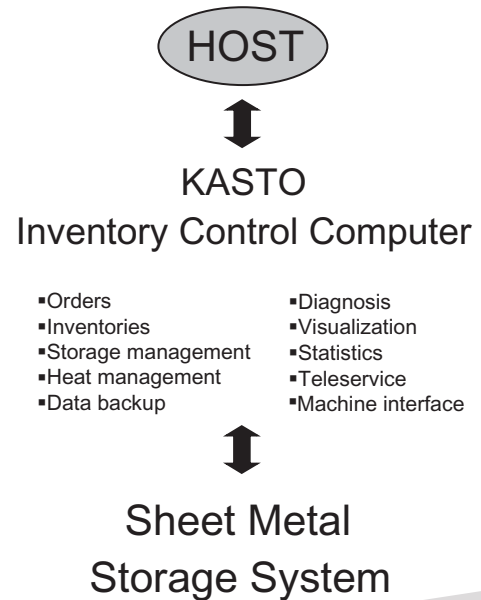 HOST
KASTO
Inventory Control Computer
▪Orders
▪Inventories
▪Storage management
▪Heat management
▪Data backup
▪Diagnosis
▪Visualization
▪Statistics
▪Teleservice
▪Machine interface
Sheet Metal
Storage System